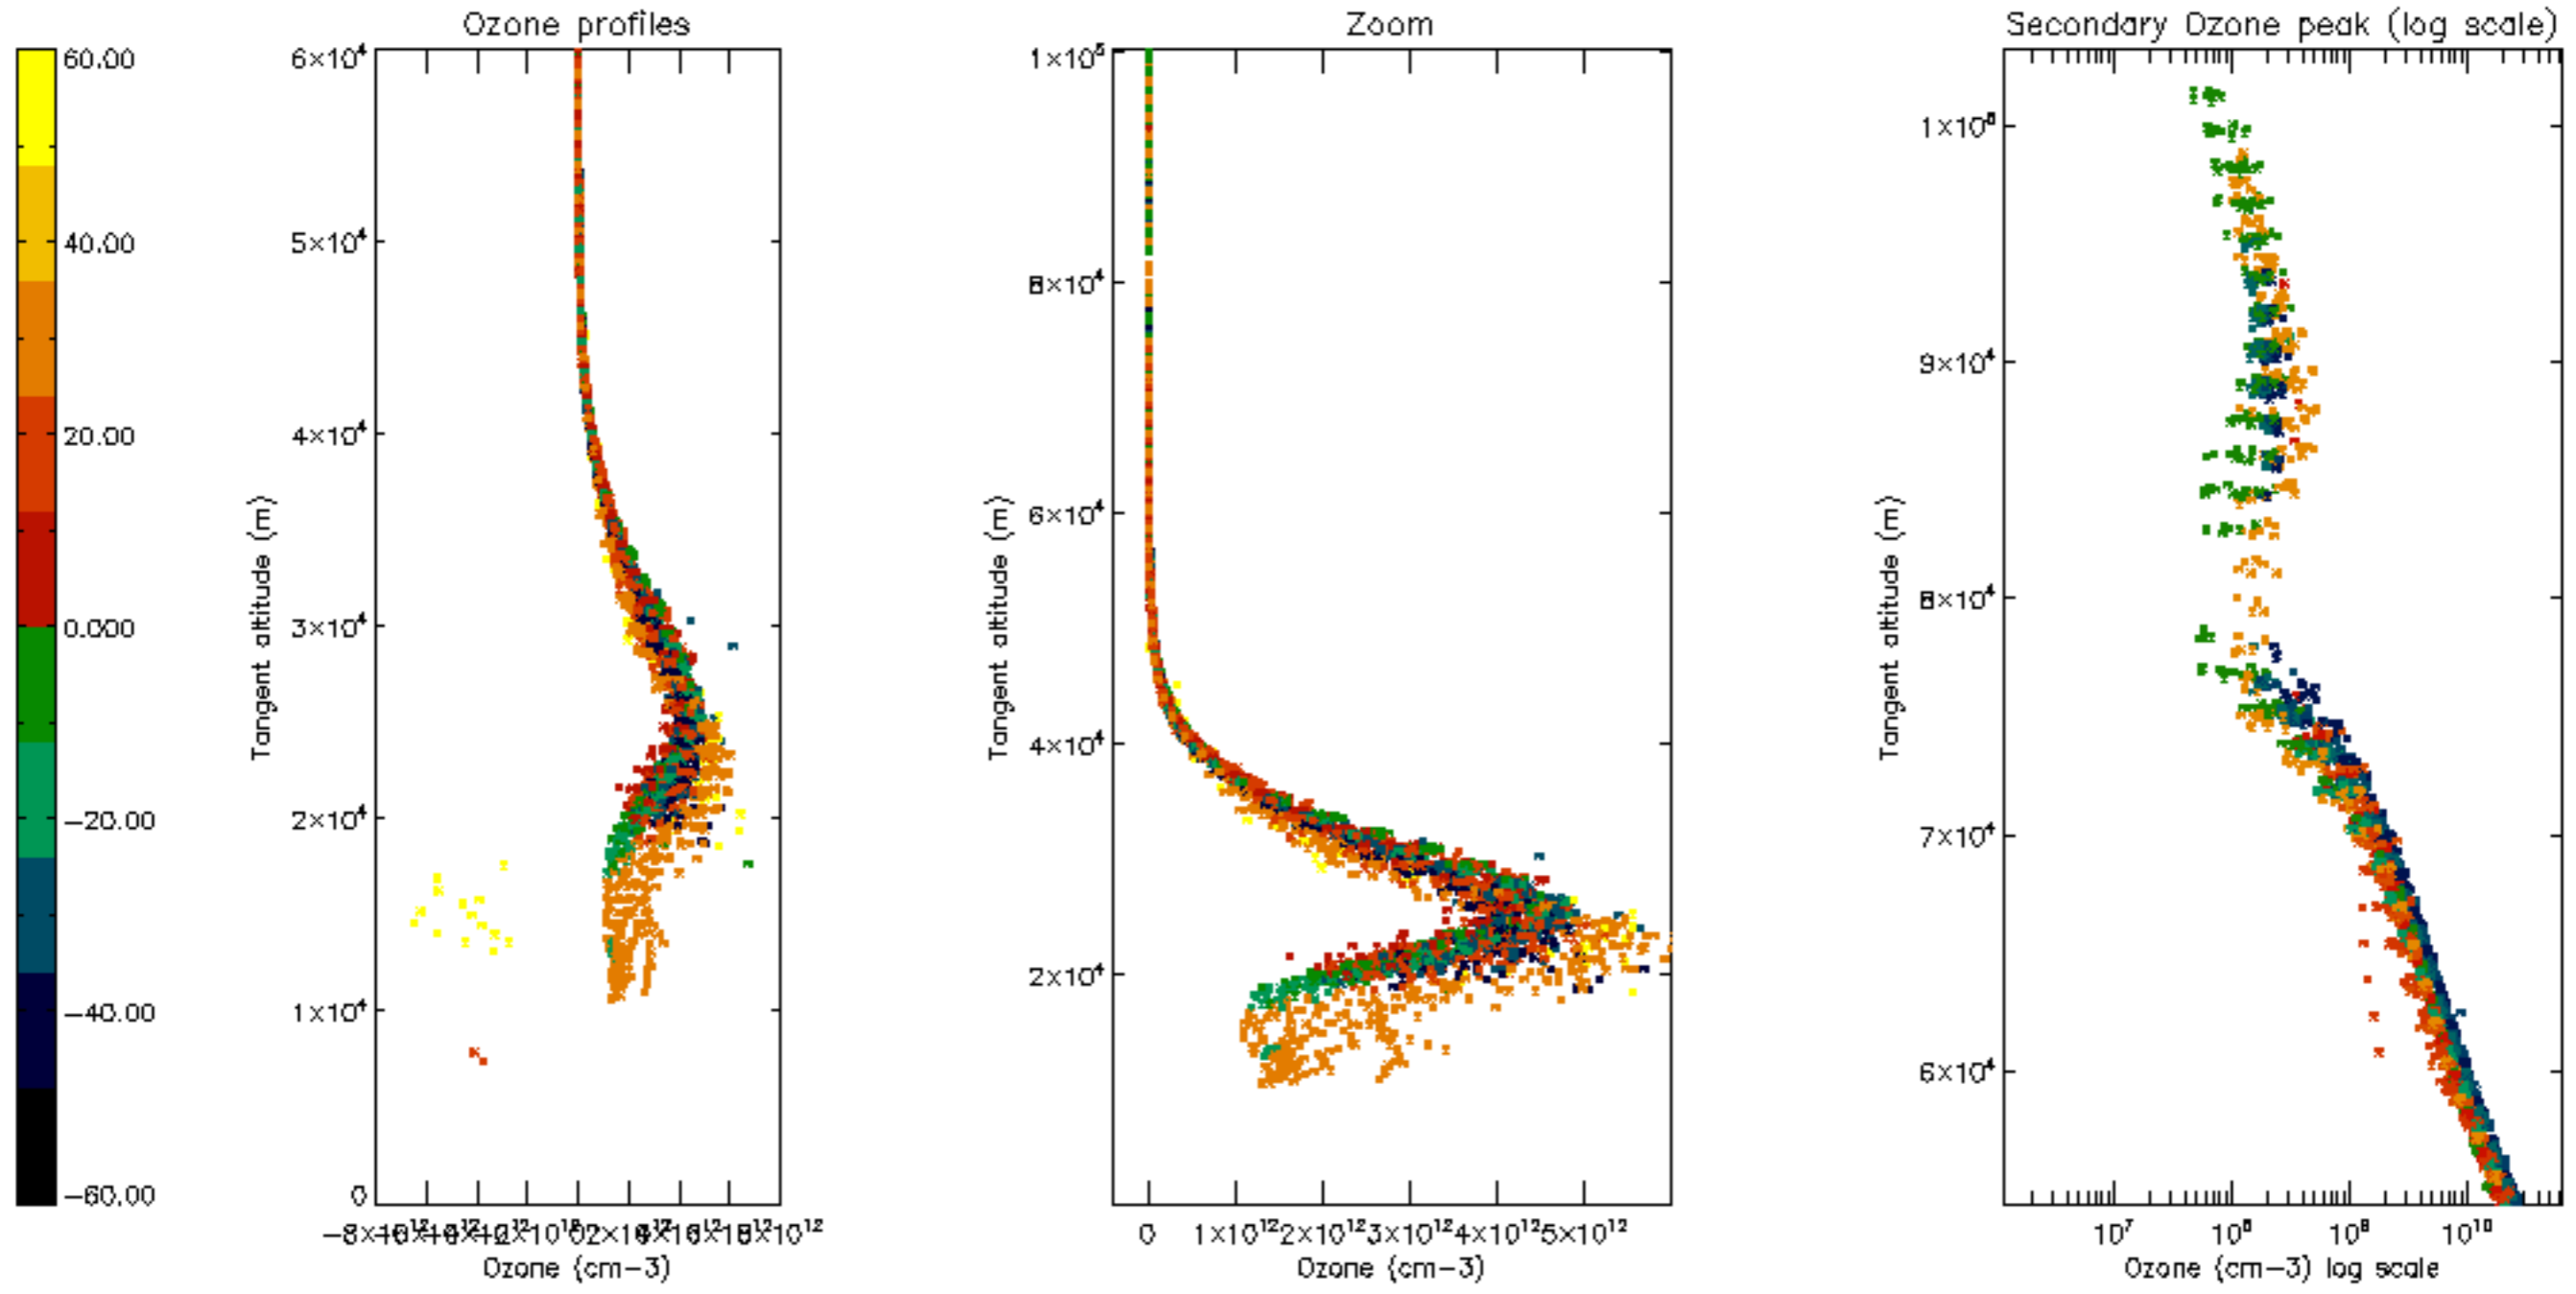 Ozone profiles
Zoom
Secondary Ozone peak (log scale)
60.00
40.00
20.00
0.000
−20.00
−40.00
−60.00
6×10⁴
5×10⁴
4×10⁴
3×10⁴
2×10⁴
1×10⁴
0
Tangent altitude (m)
Ozone (cm−3)
1×10⁵
8×10⁴
6×10⁴
4×10⁴
2×10⁴
Tangent altitude (m)
0 1×10¹² 2×10¹² 3×10¹² 4×10¹² 5×10¹²
Ozone (cm−3)
1×10⁵
9×10⁴
8×10⁴
7×10⁴
6×10⁴
Tangent altitude (m)
10⁷ 10⁸ 10⁹ 10¹⁰
Ozone (cm−3) log scale